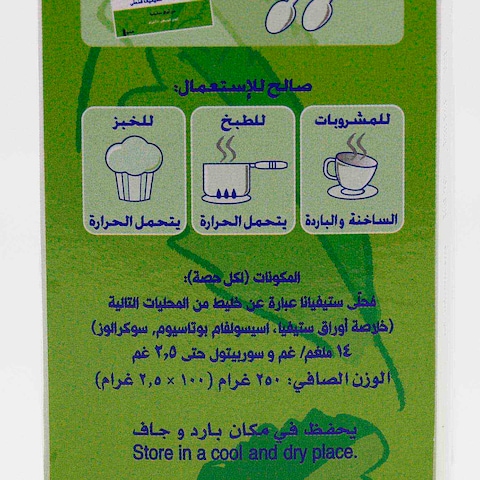 صالح للإستعمال:
للمشروبات
الساخنة والباردة
للطبخ
يتحمل الحرارة
للخبز
يتحمل الحرارة
المكونات (لكل حصة):
مُحلّي ستيفيانا عبارة عن خليط من المحليات التالية
(خلاصة أوراق ستيفيا، اسيسولفام بوتاسيوم، سوكرالوز)
١٤ ملغم/ غم و سوربيتول حتى ٢,٥ غم
الوزن الصافي: ٢٥٠ غرام (١٠٠ × ٢,٥ غرام)
يحفظ في مكان بارد و جاف
Store in a cool and dry place.